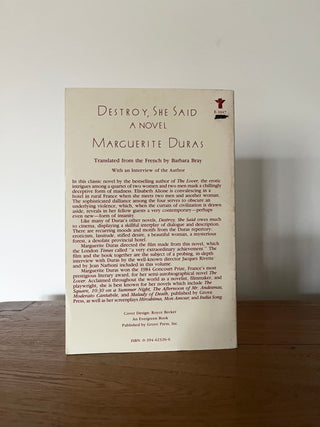 DESTROY, SHE SAID
A NOVEL
MARGUERITE DURAS
Translated from the French by Barbara Bray
With an Interview of the Author
In this classic novel by the bestselling author of The Lover, the erotic
intrigues among a quartet of two women and two men mask a chillingly
deceptive form of madness. Elisabeth Alione is convalescing in a
hotel in rural France when she meets two men and another woman.
The sophisticated dalliance among the four serves to obscure an
underlying violence, which, when the curtain of civilization is drawn
aside, reveals in her fellow guests a very contemporary—perhaps
even new—form of insanity.
Like many of Duras's other novels, Destroy, She Said owes much
to cinema, displaying a skillful interplay of dialogue and description.
There are recurring moods and motifs from the Duras repertory:
eroticism, lassitude, stifled desire, a beautiful woman, a mysterious
forest, a desolate provincial hotel.
Marguerite Duras directed the film made from this novel, which
the London Times called "a very extraordinary achievement." The
film and the book together are the subject of a probing, in-depth
interview with Duras by the well-known director Jacques Rivette
and by Jean Narboni included in this volume.
Marguerite Duras won the 1984 Goncourt Prize, France's most
prestigious literary award, for her semi-autobiographical novel The
Lover. Acclaimed throughout the world as a novelist, filmmaker, and
playwright, she is best known for her novels which include The
Square, 10:30 on a Summer Night, The Afternoon of Mr. Andesmas,
Moderato Cantabile, and Malady of Death, published by Grove
Press, as well as her screenplays Hiroshima, Mon Amour, and India Song.
Cover Design: Royce Becker
An Evergreen Book
Published by Grove Press, Inc.
ISBN: 0-394-62326-6